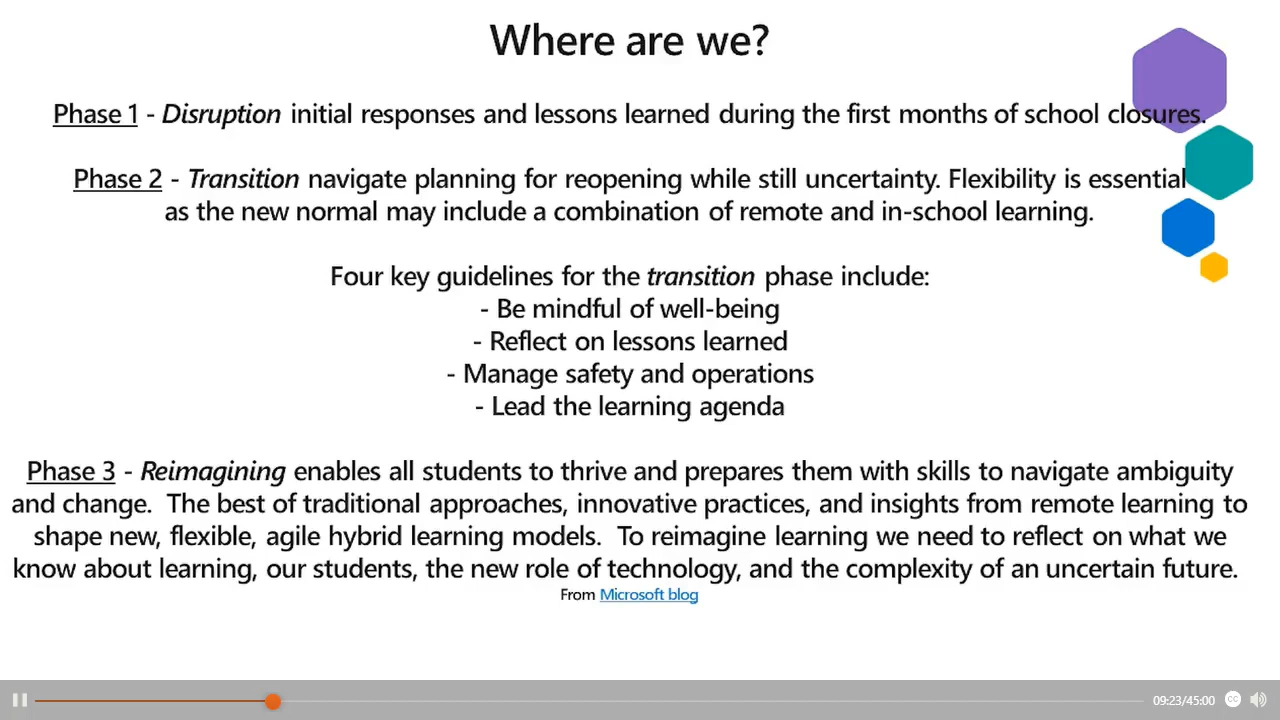 Where are we?
Phase 1 - Disruption initial responses and lessons learned during the first months of school closures.
Phase 2 - Transition navigate planning for reopening while still uncertainty. Flexibility is essential
as the new normal may include a combination of remote and in-school learning.
Four key guidelines for the transition phase include:
- Be mindful of well-being
- Reflect on lessons learned
- Manage safety and operations
- Lead the learning agenda
Phase 3 - Reimagining enables all students to thrive and prepares them with skills to navigate ambiguity
and change.  The best of traditional approaches, innovative practices, and insights from remote learning to
shape new, flexible, agile hybrid learning models.  To reimagine learning we need to reflect on what we
know about learning, our students, the new role of technology, and the complexity of an uncertain future.
From Microsoft blog
09:23/45:00 CC